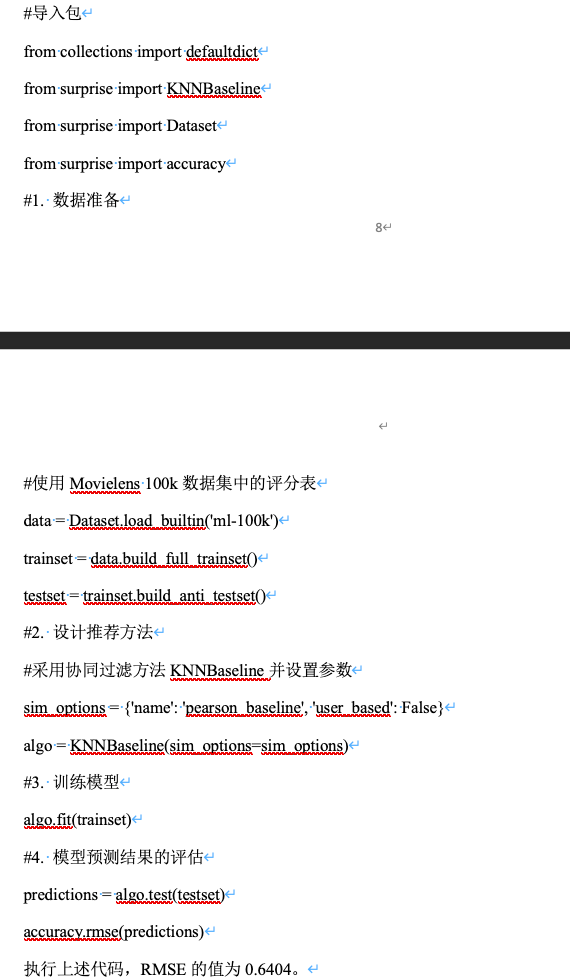 #导入包
from collections import defaultdict
from surprise import KNNBaseline
from surprise import Dataset
from surprise import accuracy
#1. 数据准备
8
#使用 Movielens 100k 数据集中的评分表
data = Dataset.load_builtin('ml-100k')
trainset = data.build_full_trainset()
testset = trainset.build_anti_testset()
#2. 设计推荐方法
#采用协同过滤方法 KNNBaseline 并设置参数
sim_options = {'name': 'pearson_baseline', 'user_based': False}
algo = KNNBaseline(sim_options=sim_options)
#3. 训练模型
algo.fit(trainset)
#4. 模型预测结果的评估
predictions = algo.test(testset)
accuracy.rmse(predictions)
执行上述代码，RMSE 的值为 0.6404。